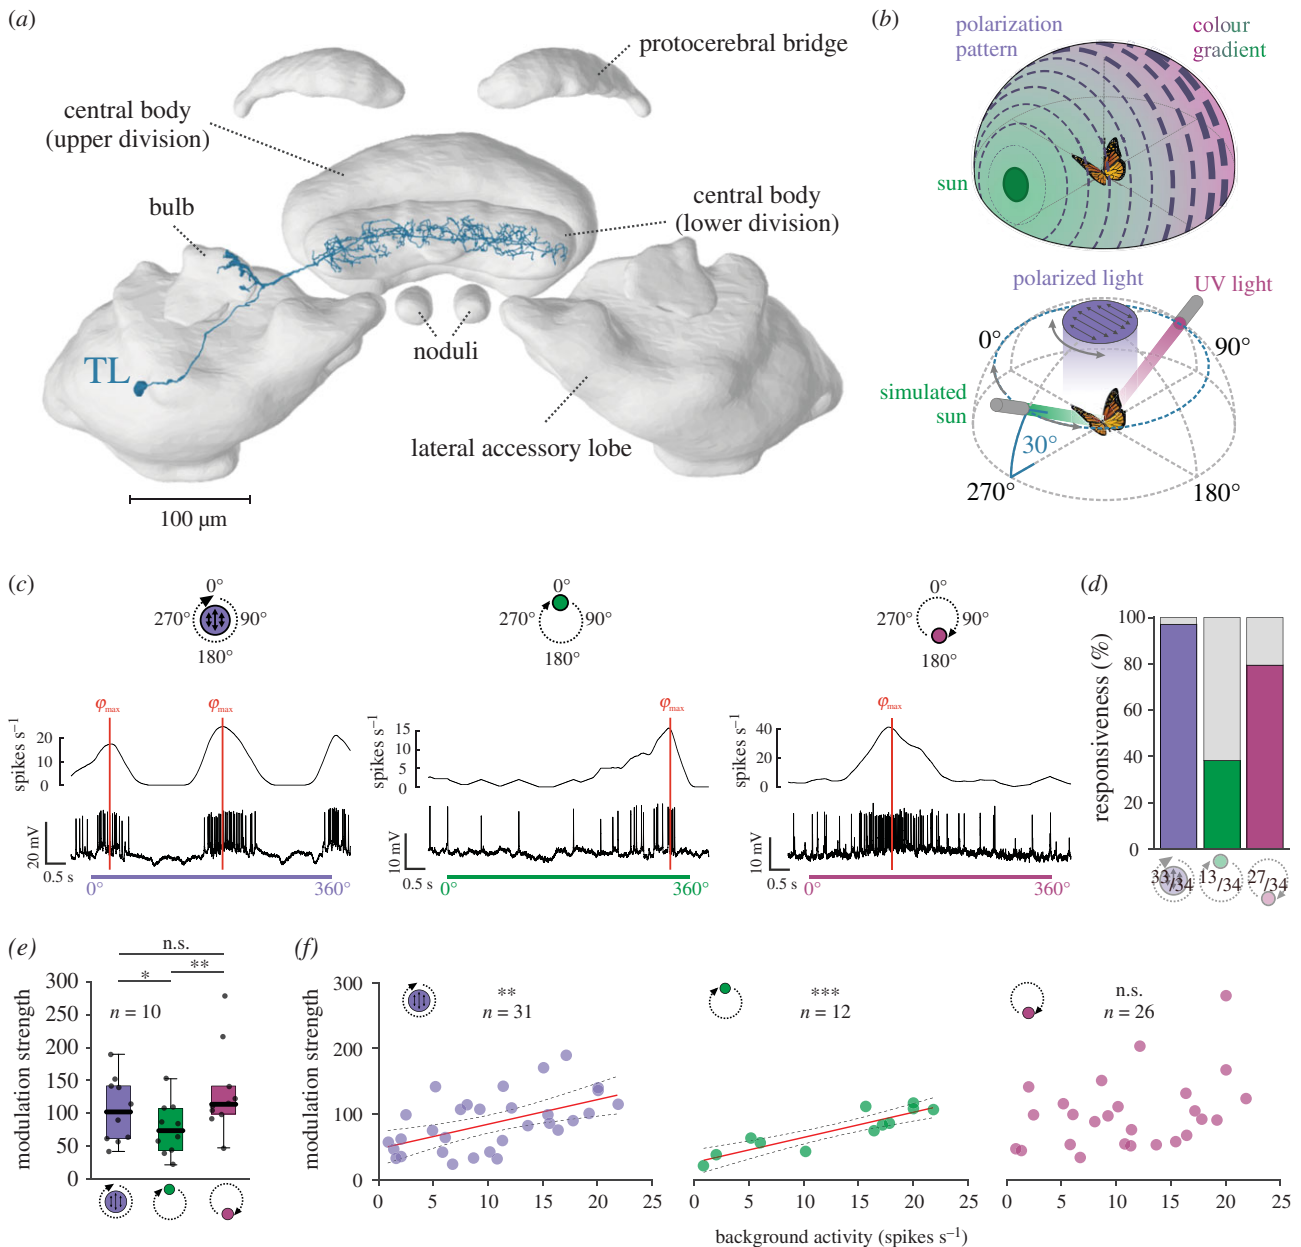 (a)
protocerebral bridge
central body
(upper division)
bulb
central body
(lower division)
noduli
TL
lateral accessory lobe
100 µm
(b)
polarization
pattern
colour
gradient
sun
polarized light
UV light
0°
90°
simulated
sun
30°
270°
180°
(c)
0°
270°
90°
180°
0°
270°
90°
180°
0°
270°
90°
180°
φmax
φmax
spikes s⁻¹
20
10
0
20 mV
0.5 s
0°
360°
φmax
spikes s⁻¹
15
10
5
0
10 mV
0.5 s
0°
360°
φmax
spikes s⁻¹
40
20
0
10 mV
0.5 s
0°
360°
(d)
responsiveness (%)
100
80
60
40
20
0
33/34
13/34
27/34
(e)
n.s.
*
**
n = 10
modulation strength
300
250
200
150
100
50
0
(f)
modulation strength
300
200
100
0
**
n = 31
0 5 10 15 20 25
***
n = 12
0 5 10 15 20 25
n.s.
n = 26
0 5 10 15 20 25
background activity (spikes s⁻¹)